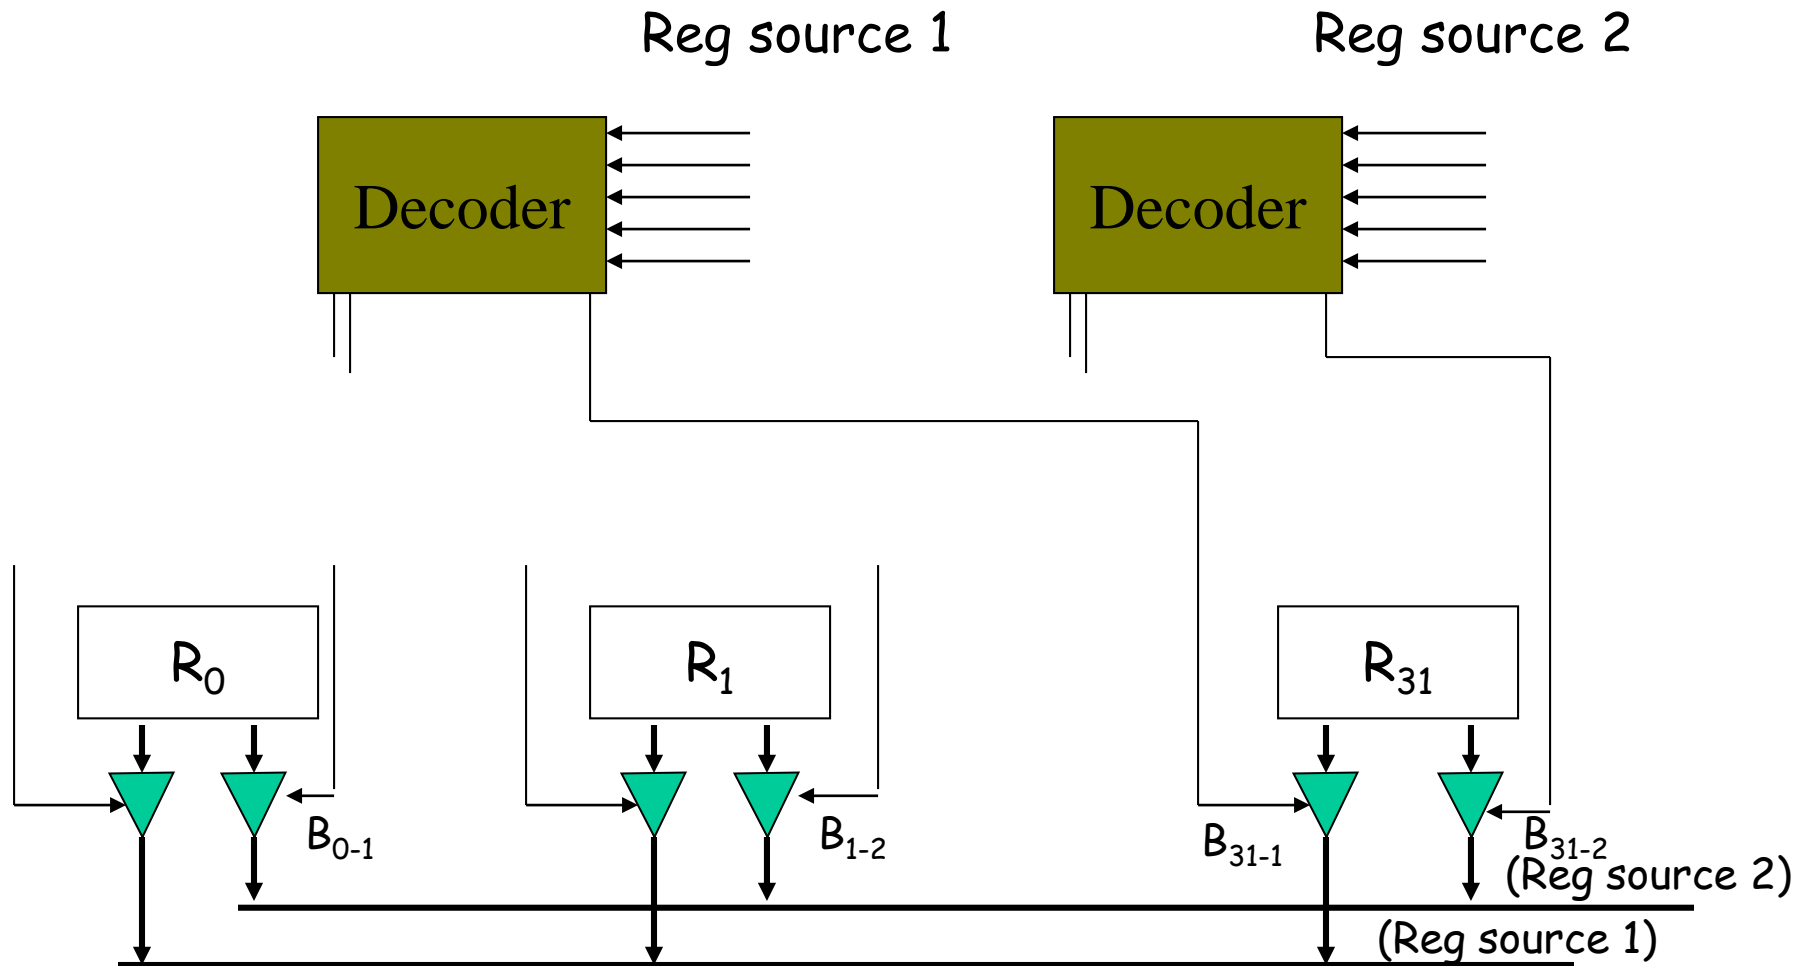 Reg source 1
Reg source 2
Decoder
Decoder
R0
R1
R31
B0-1
B1-2
B31-1
B31-2
(Reg source 2)
(Reg source 1)